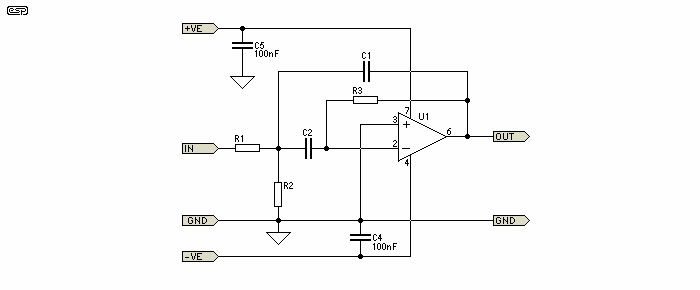 esp
+VE
C5
100nF
C1
R3
7
U1
3
+
R1
C2
6
IN
OUT
2
−
4
R2
GND
GND
C4
100nF
-VE